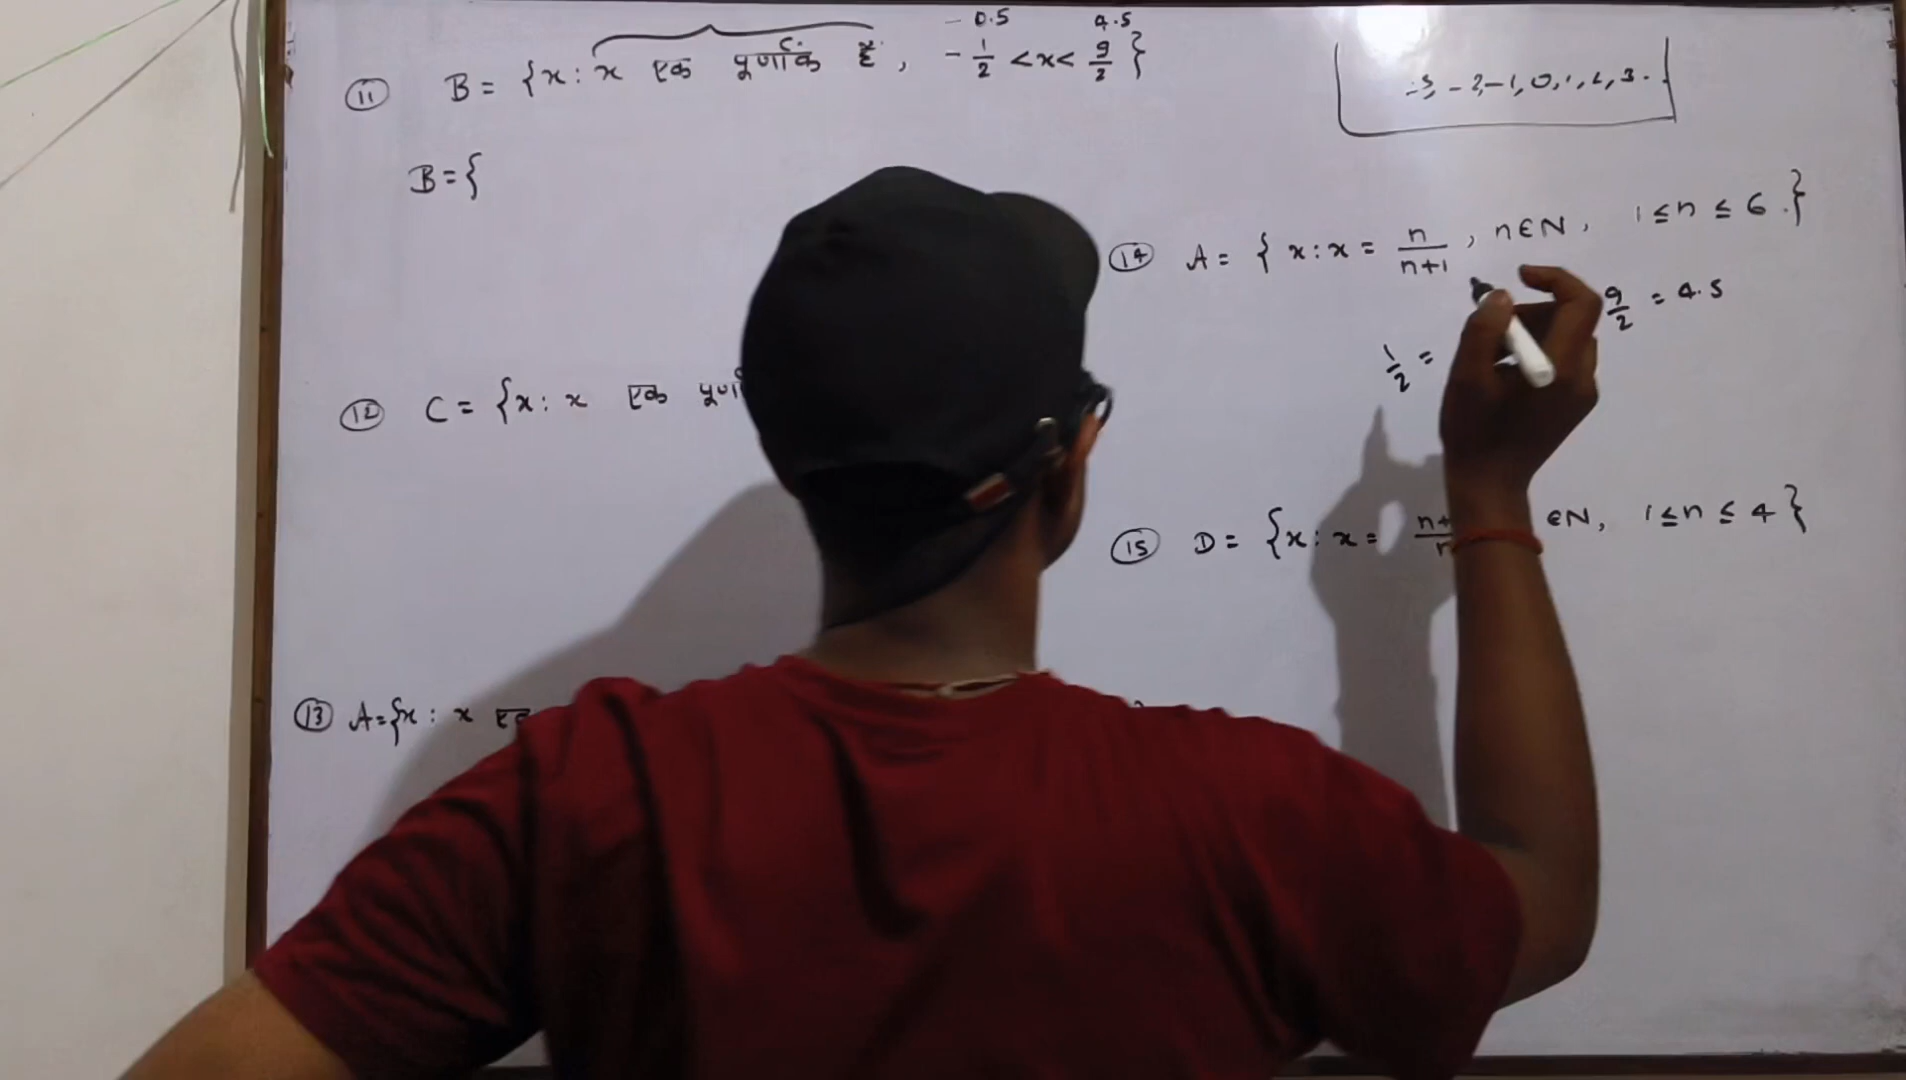 - 0.5 4.5
(11) B = {x : x एक पूर्णांक है, -1/2 < x < 9/2}
-3, -2, -1, 0, 1, 2, 3.
B = {
(14) A = { x : x = n/n+1, n∈N, 1 ≤ n ≤ 6.}
9/2 = 4.5
1/2 =
(12) C = {x : x एक
(15) D = {x : x = ∈N, 1 ≤ n ≤ 4}
(13) A = {x : x